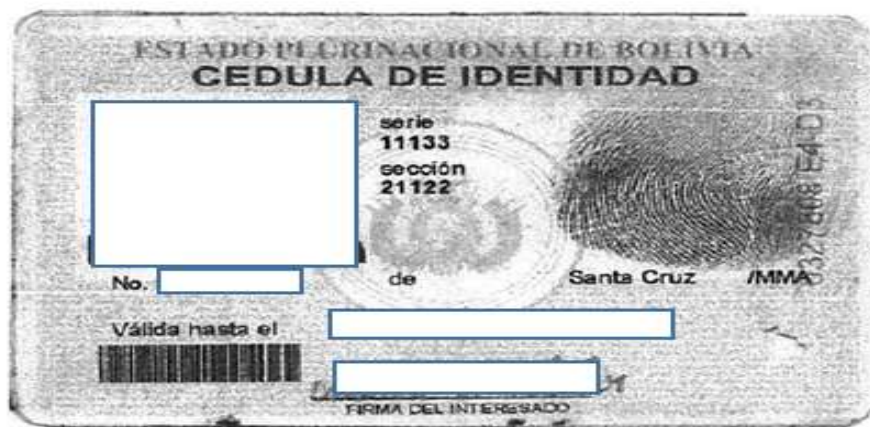 ESTADO PLURINACIONAL DE BOLIVIA
CEDULA DE IDENTIDAD
serie
11133
sección
21122
No.
de
Santa Cruz /MMA
Válida hasta el
FIRMA DEL INTERESADO